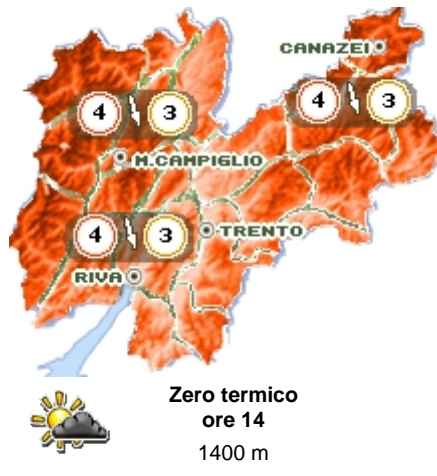 CANAZEI
4 3
4 3
M.CAMPIGLIO
4 3
TRENTO
RIVA
Zero termico
ore 14
1400 m